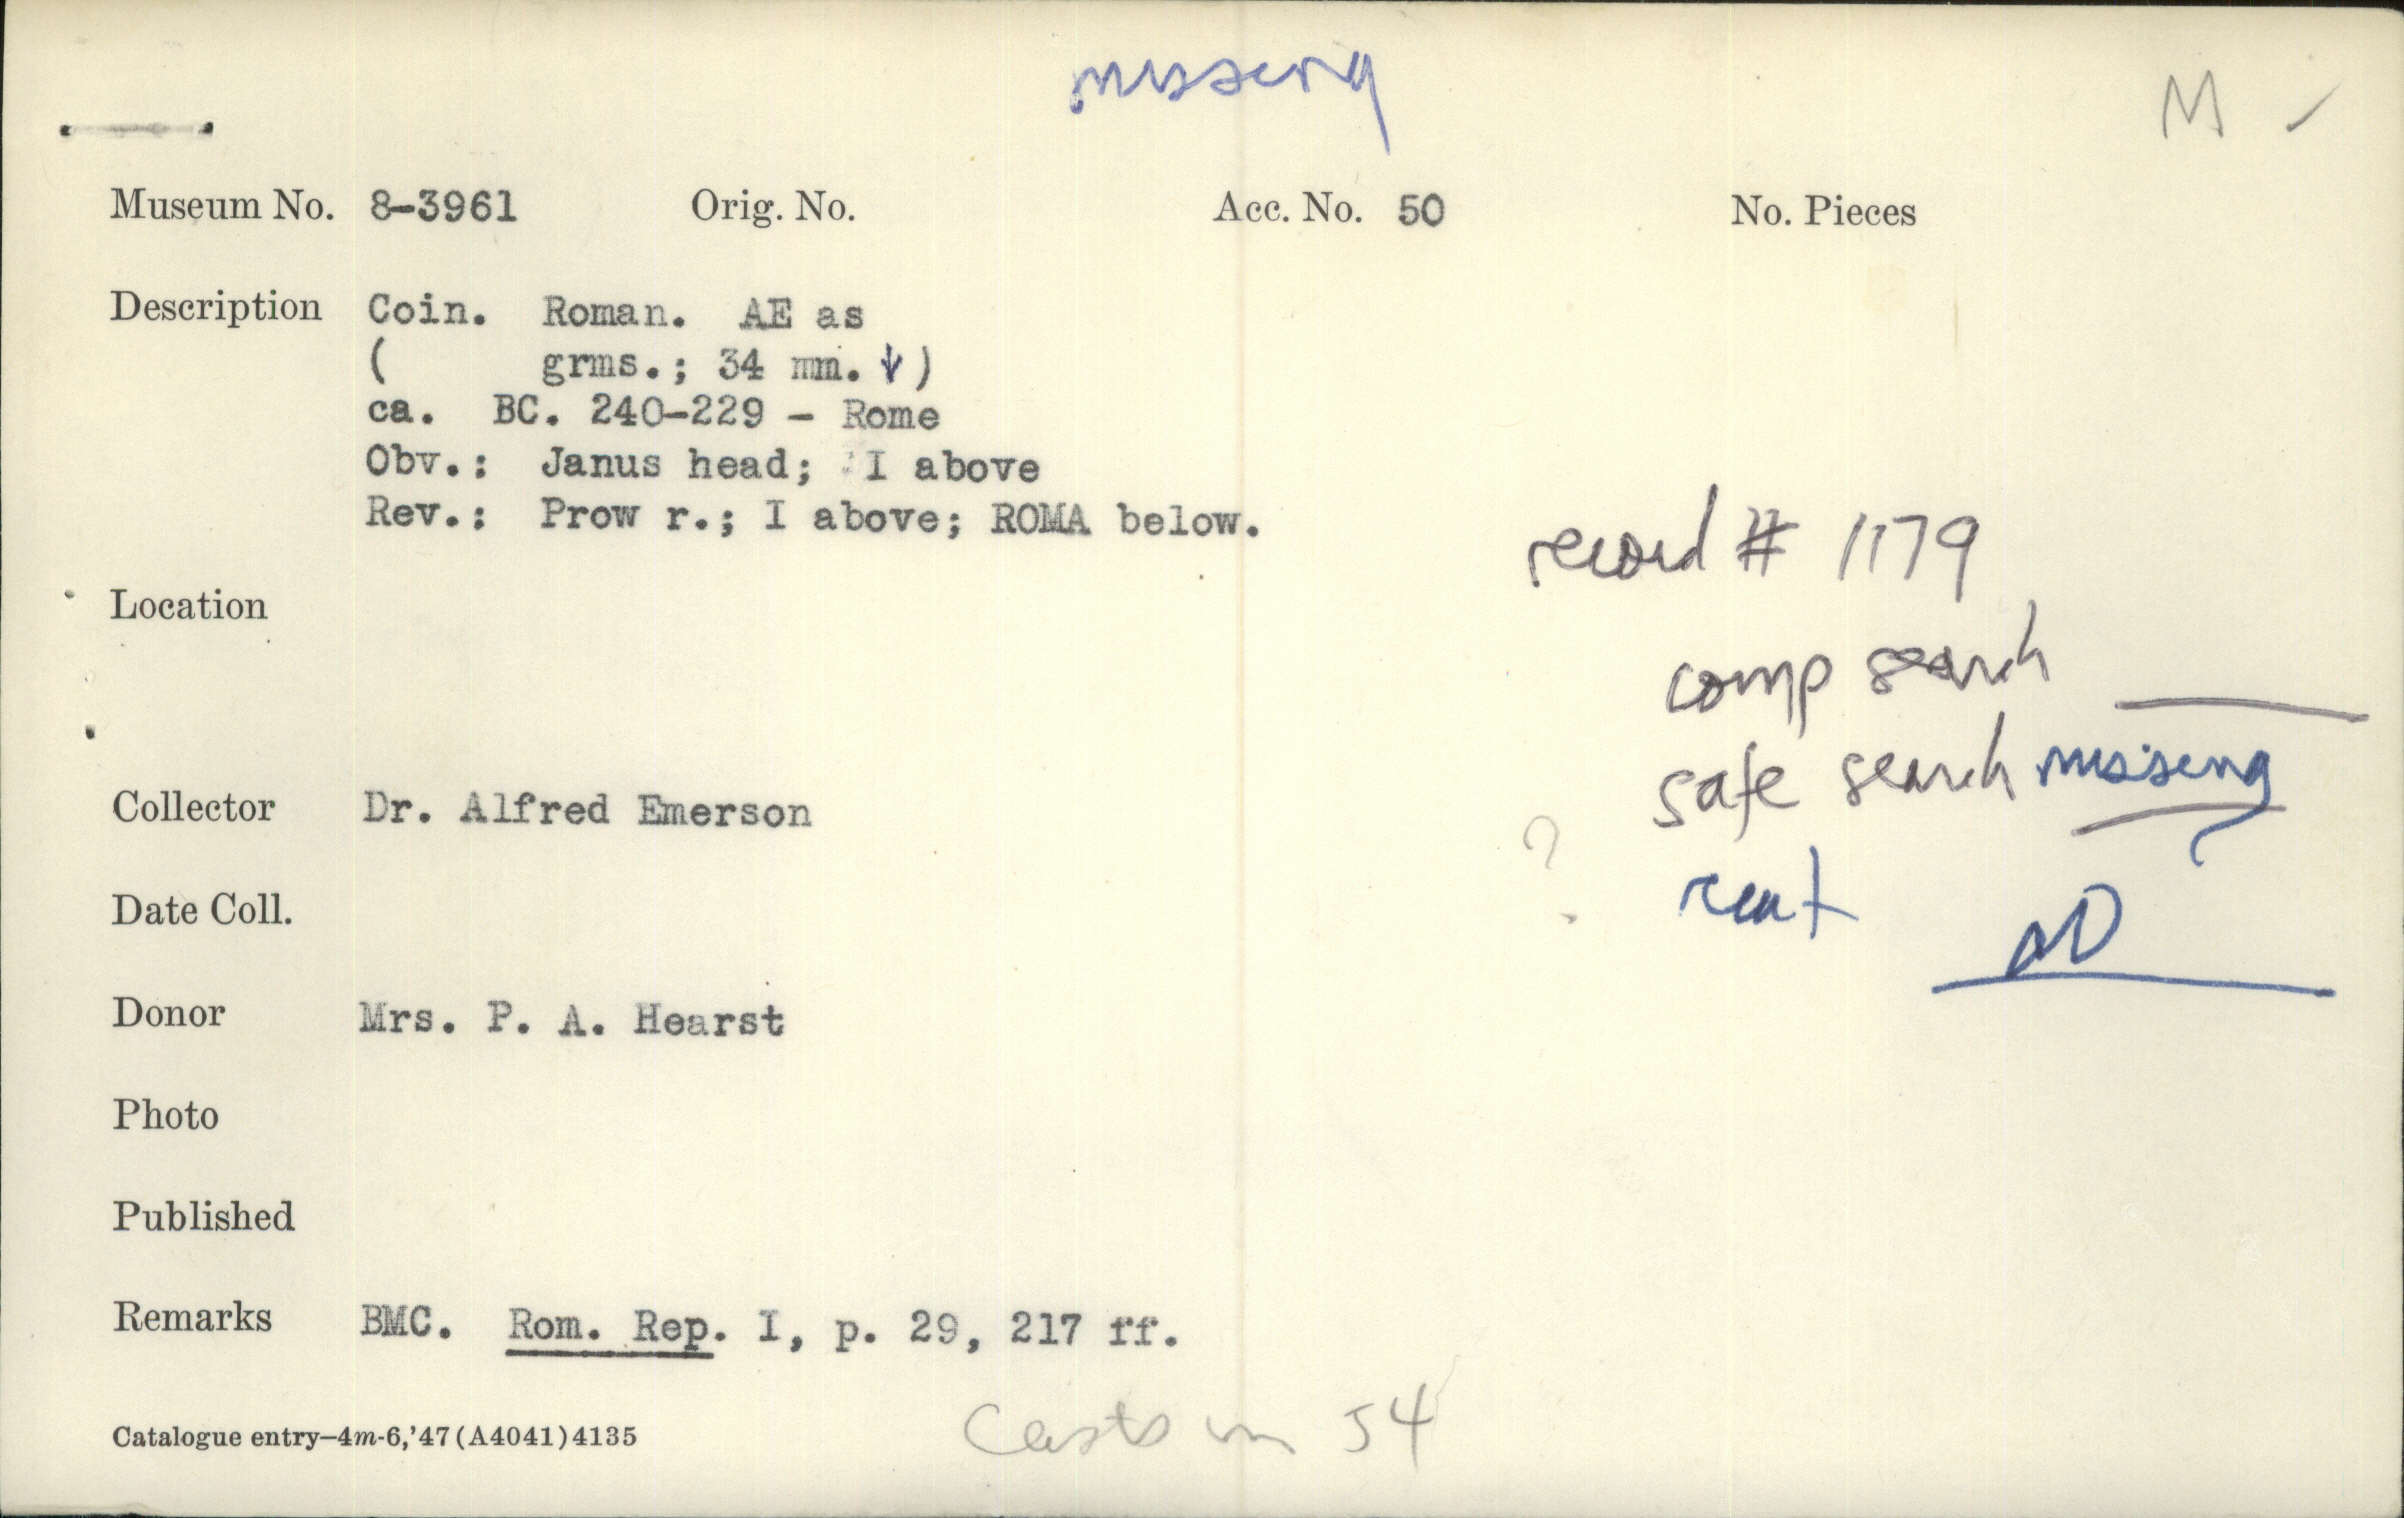 missing
M ✓
Museum No. 8-3961 Orig. No. Acc. No. 50 No. Pieces
Description Coin. Roman. AE as
( grms.; 34 mm. ↓)
ca. BC. 240-229 - Rome
Obv.: Janus head; I above
Rev.: Prow r.; I above; ROMA below.
record # 1179
Location
comp search
safe search missing
Collector Dr. Alfred Emerson
?
Date Coll.
Donor Mrs. P. A. Hearst
Photo
Published
Remarks BMC. Rom. Rep. I, p. 29, 217 ff.
Catalogue entry—4m-6,'47(A4041)4135
Casts in 54